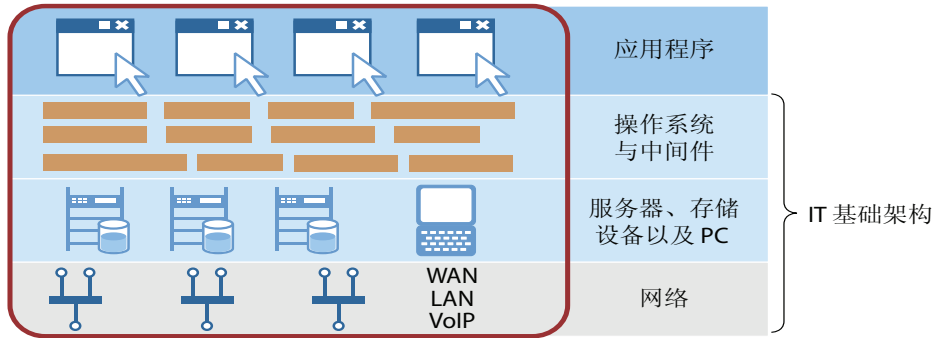 应用程序
操作系统
与中间件
服务器、存储
设备以及 PC
IT 基础架构
WAN
LAN
VoIP
网络